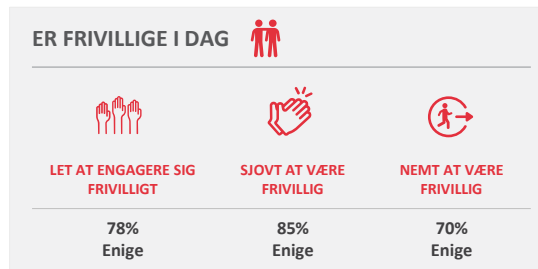 ER FRIVILLIGE I DAG
LET AT ENGAGERE SIG
FRIVILLIGT
SJOVT AT VÆRE
FRIVILLIG
NEMT AT VÆRE
FRIVILLIG
78%
Enige
85%
Enige
70%
Enige